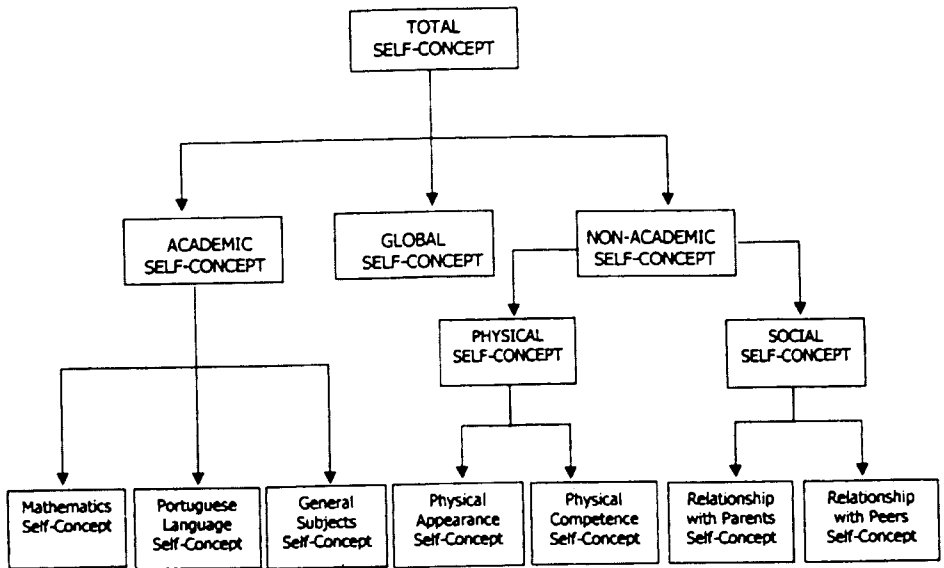 TOTAL
SELF-CONCEPT
ACADEMIC
SELF-CONCEPT
GLOBAL
SELF-CONCEPT
NON-ACADEMIC
SELF-CONCEPT
PHYSICAL
SELF-CONCEPT
SOCIAL
SELF-CONCEPT
Mathematics
Self-Concept
Portuguese
Language
Self-Concept
General
Subjects
Self-Concept
Physical
Appearance
Self-Concept
Physical
Competence
Self-Concept
Relationship
with Parents
Self-Concept
Relationship
with Peers
Self-Concept